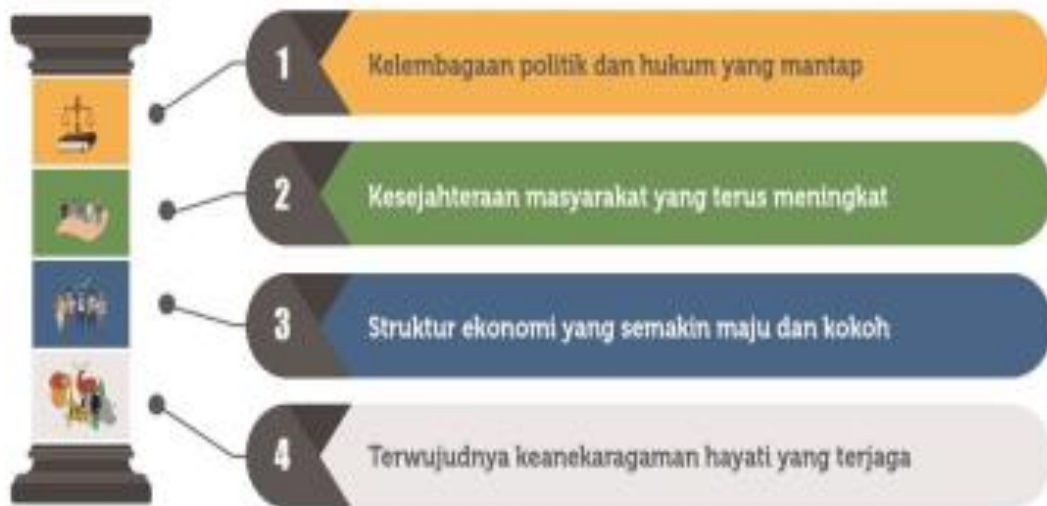 1
Kelembagaan politik dan hukum yang mantap
2
Kesejahteraan masyarakat yang terus meningkat
3
Struktur ekonomi yang semakin maju dan kokoh
4
Terwujudnya keanekaragaman hayati yang terjaga